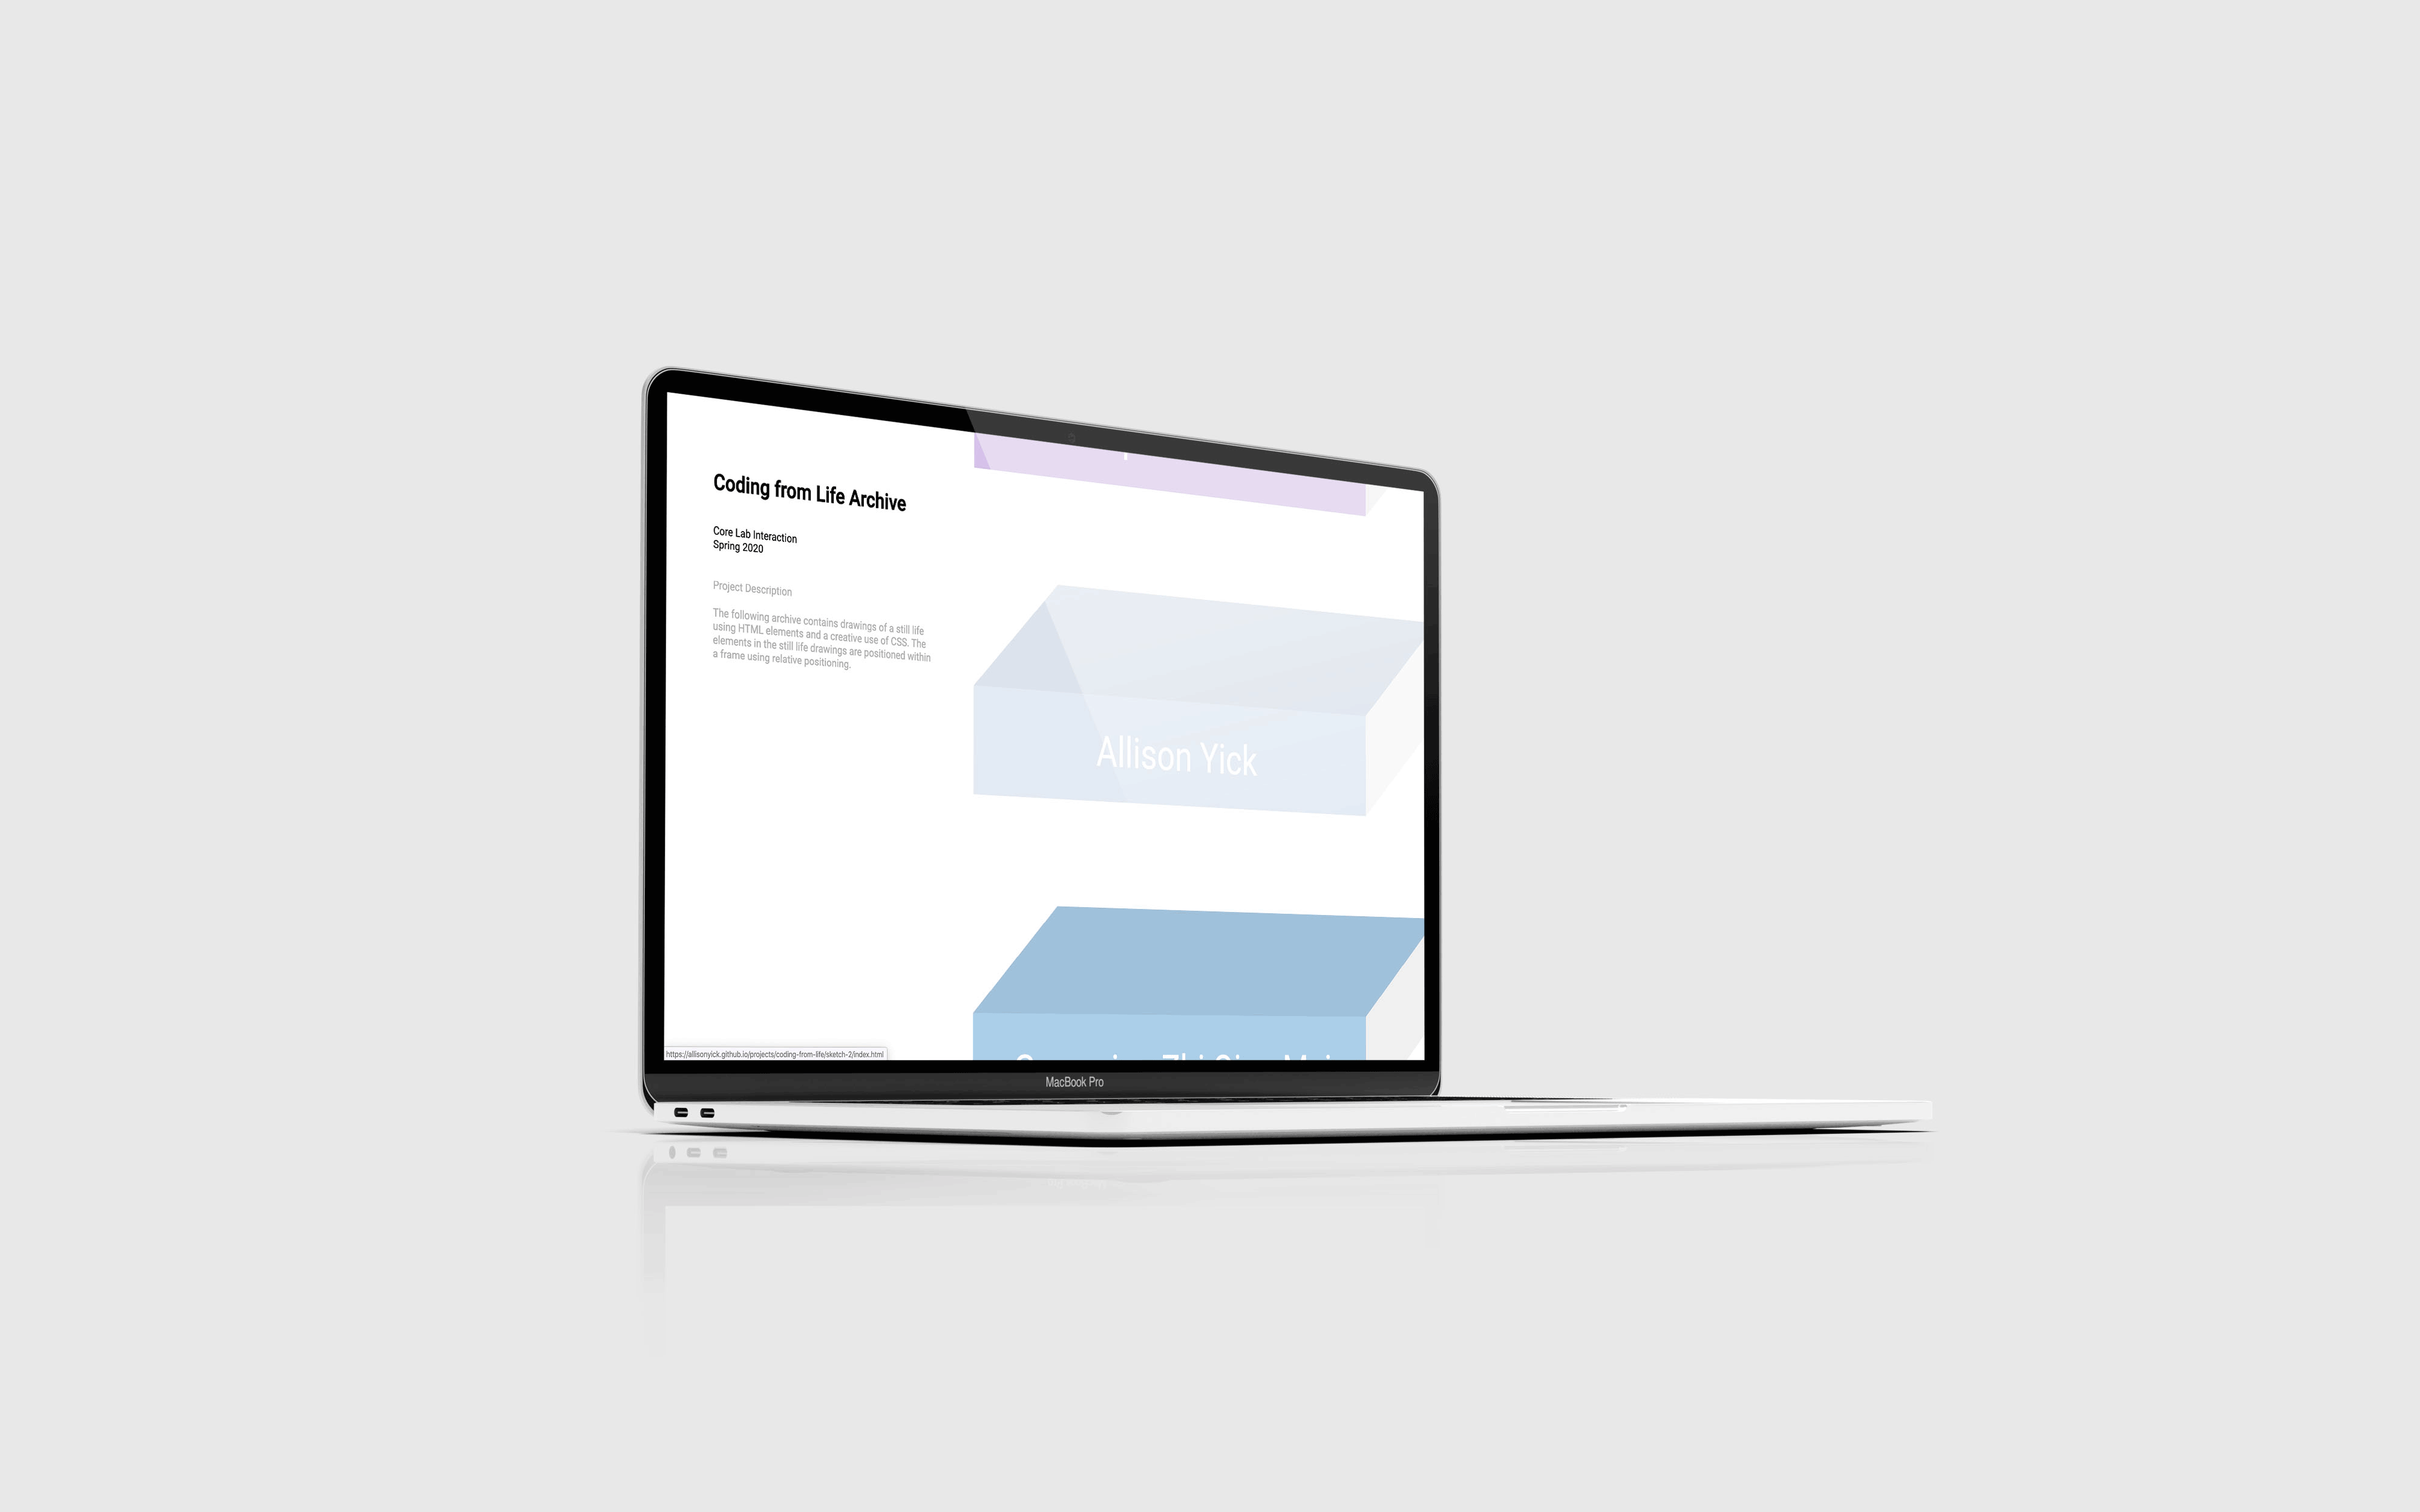 Coding from Life Archive
Core Lab Interaction
Spring 2020
Project Description
The following archive contains drawings of a still life
using HTML elements and a creative use of CSS. The
elements in the still life drawings are positioned within
a frame using relative positioning.
Allison Yick
https://allisonyick.github.io/projects/coding-from-life/sketch-2/index.html
MacBook Pro